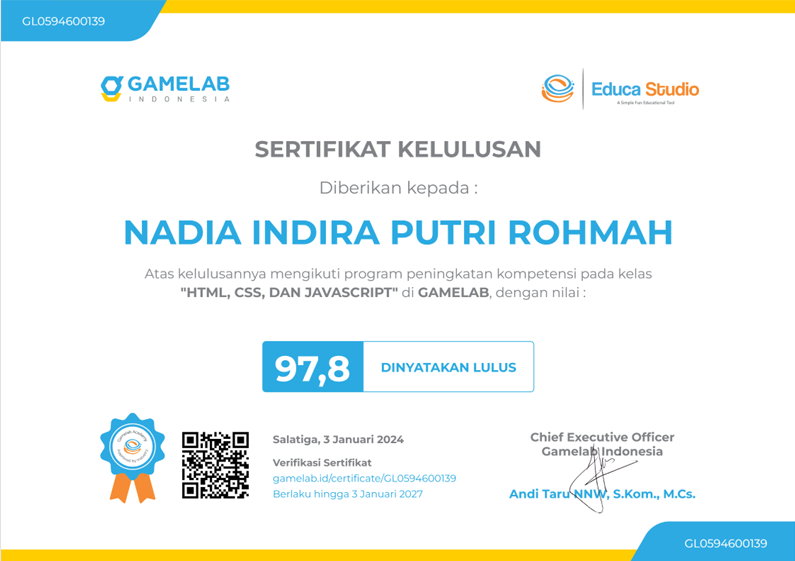 GL0594600139
GAMELAB
INDONESIA
Educa Studio
A Simple Fun Educational Tool
SERTIFIKAT KELULUSAN
Diberikan kepada :
NADIA INDIRA PUTRI ROHMAH
Atas kelulusannya mengikuti program peningkatan kompetensi pada kelas
"HTML, CSS, DAN JAVASCRIPT" di GAMELAB, dengan nilai :
97,8
DINYATAKAN LULUS
Gamelab Academy
Salatiga, 3 Januari 2024
Verifikasi Sertifikat
gamelab.id/certificate/GL0594600139
Berlaku hingga 3 Januari 2027
Chief Executive Officer
Gamelab Indonesia
Andi Taru NNW, S.Kom., M.Cs.
GL0594600139